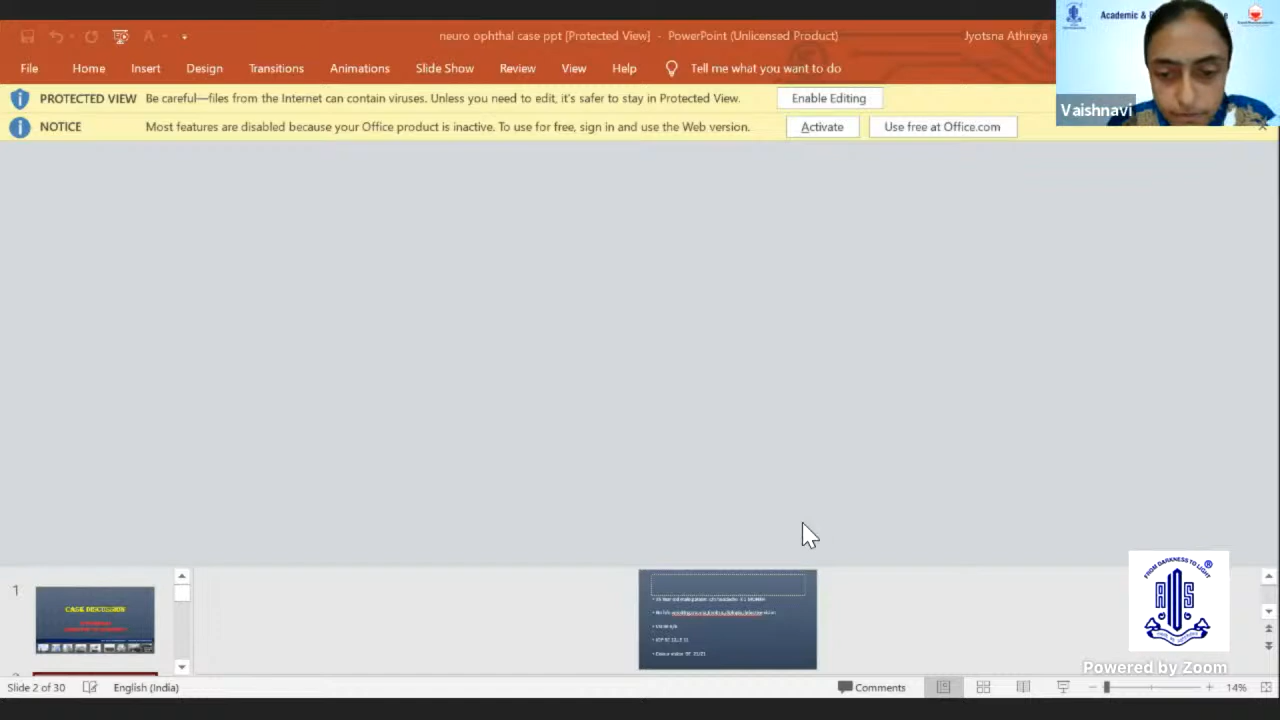 neuro ophthal case ppt [Protected View] - PowerPoint (Unlicensed Product)
Jyotsna Athreya
File Home Insert Design Transitions Animations Slide Show Review View Help Tell me what you want to do
PROTECTED VIEW Be careful—files from the Internet can contain viruses. Unless you need to edit, it's safer to stay in Protected View. Enable Editing
NOTICE Most features are disabled because your Office product is inactive. To use for free, sign in and use the Web version. Activate Use free at Office.com
Academic &
Vaishnavi
1
CASE DISCUSSION
FROM DARKNESS TO LIGHT
Powered by Zoom
Slide 2 of 30 English (India) Comments 14%